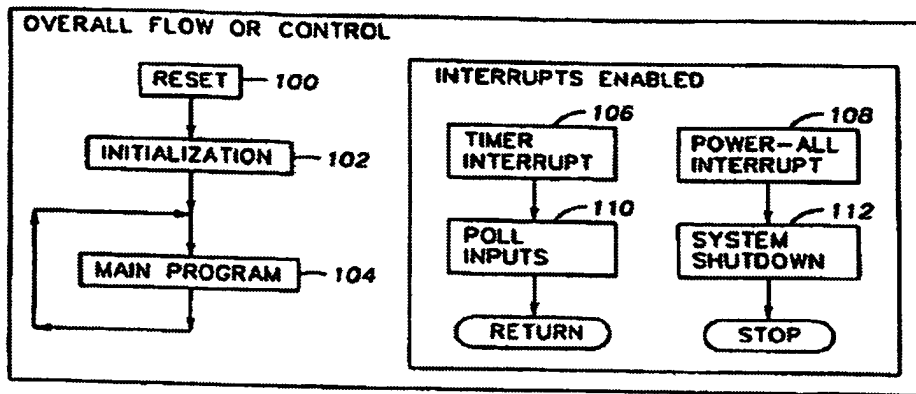 OVERALL FLOW OR CONTROL
RESET
100
INITIALIZATION
102
MAIN PROGRAM
104
INTERRUPTS ENABLED
106
TIMER
INTERRUPT
110
POLL
INPUTS
RETURN
108
POWER-ALL
INTERRUPT
112
SYSTEM
SHUTDOWN
STOP